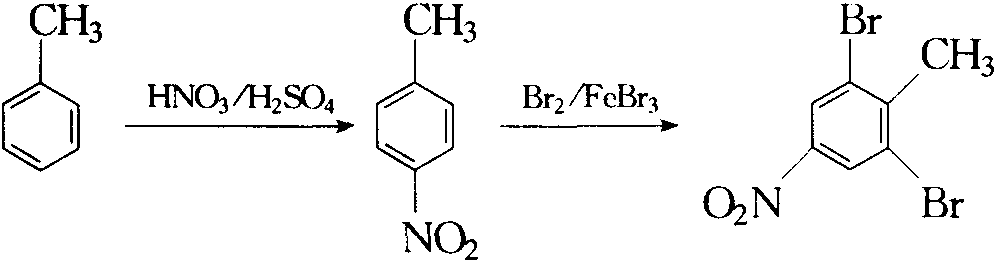 CH₃
HNO₃/H₂SO₄
CH₃
NO₂
Br₂/FeBr₃
Br
CH₃
O₂N
Br